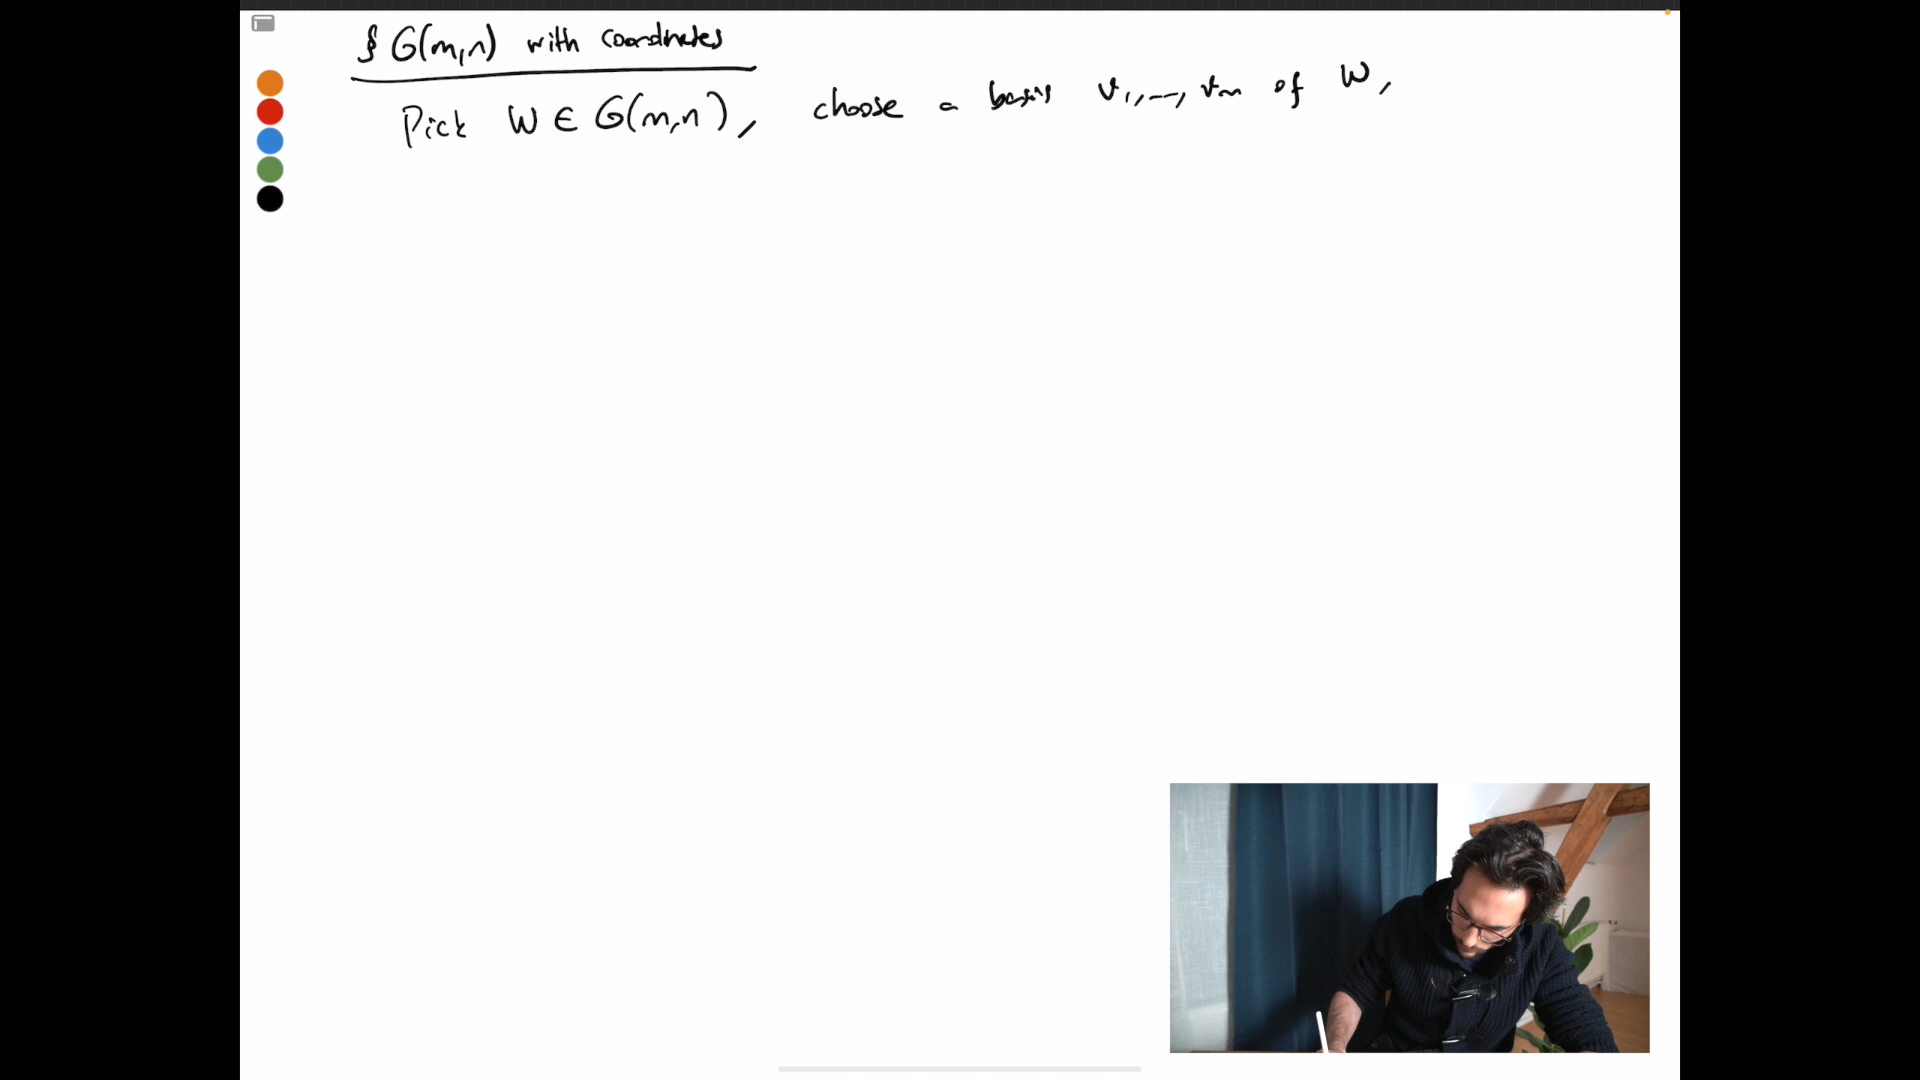 § G(m,n) with coordinates
Pick W ∈ G(m,n), choose a basis v₁,...,vₘ of W,